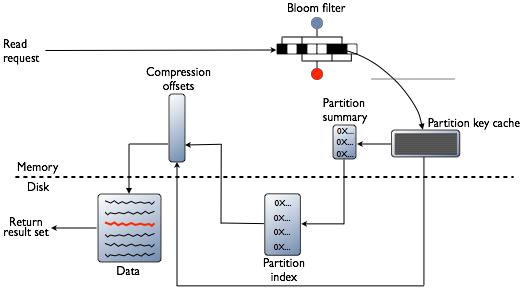 Bloom filter
Read
request
Compression
offsets
Partition
summary
Partition key cache
0X...
0X...
0X...
Memory
Disk
0X...
0X...
0X...
0X...
Return
result set
Data
Partition
index